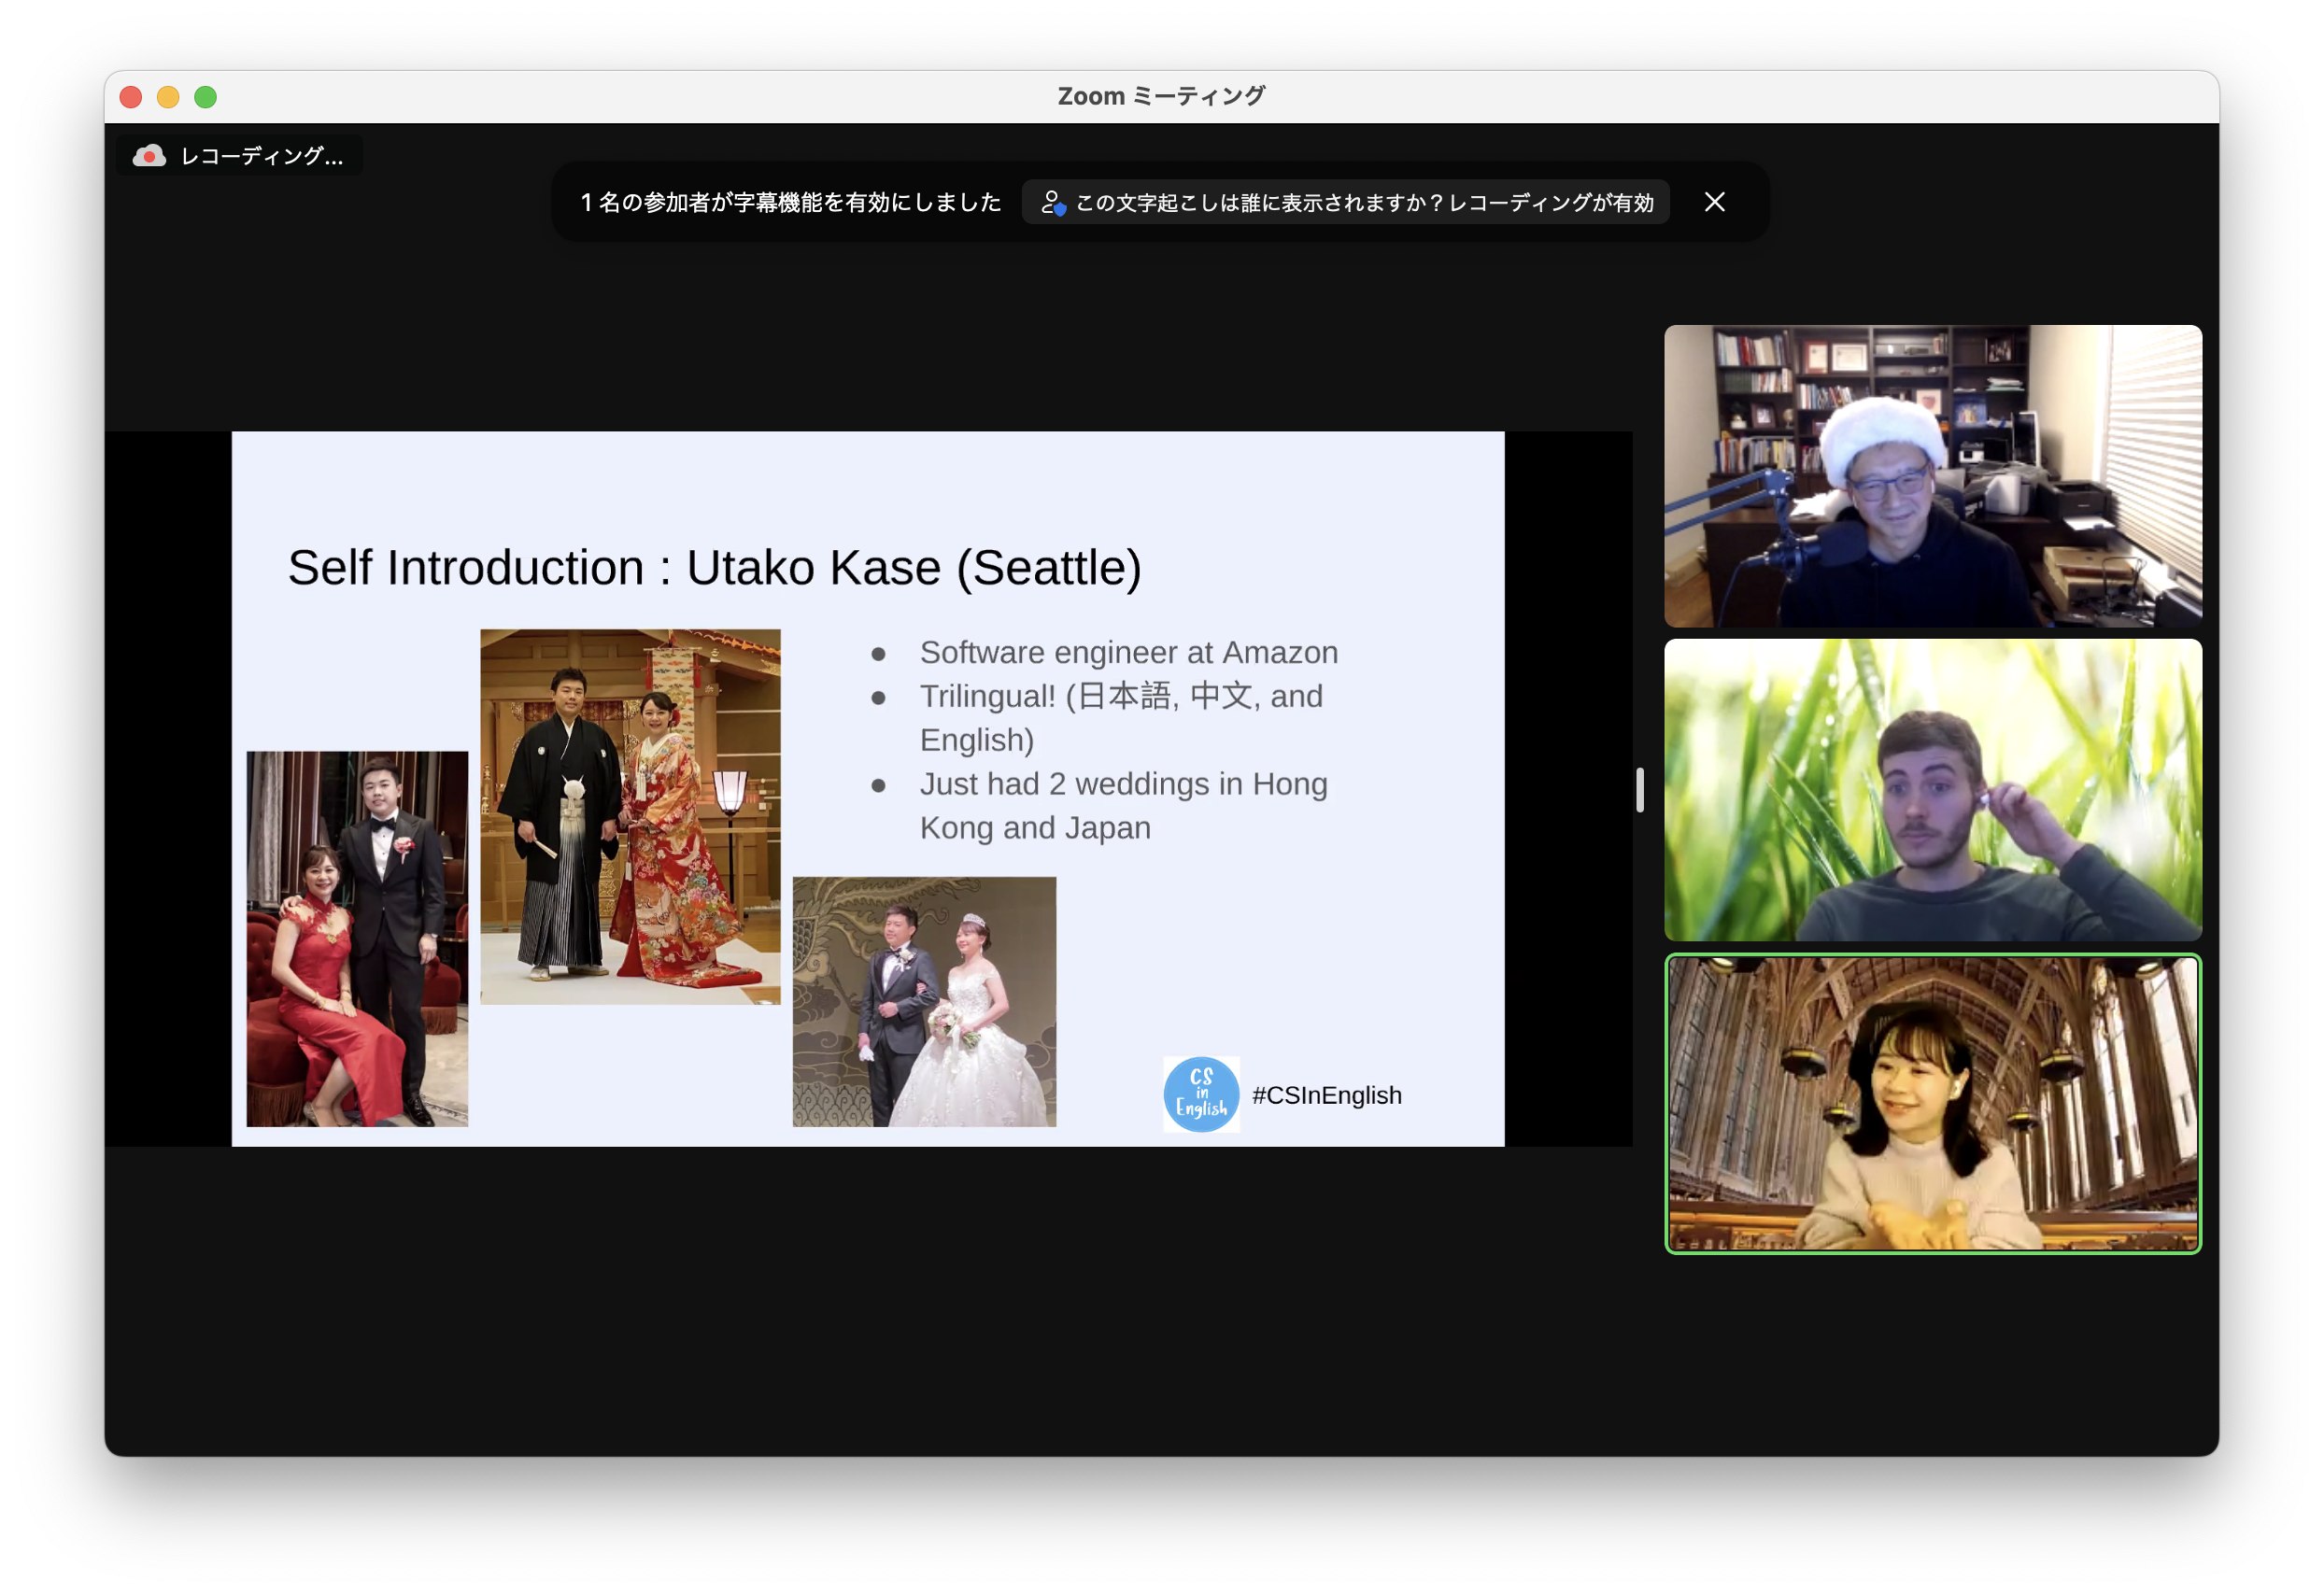 Zoom ミーティング
レコーディング...
1 名の参加者が字幕機能を有効にしました
この文字起こしは誰に表示されますか？レコーディングが有効
Self Introduction : Utako Kase (Seattle)
● Software engineer at Amazon
● Trilingual! (日本語, 中文, and
English)
● Just had 2 weddings in Hong
Kong and Japan
CS
in
English
#CSInEnglish